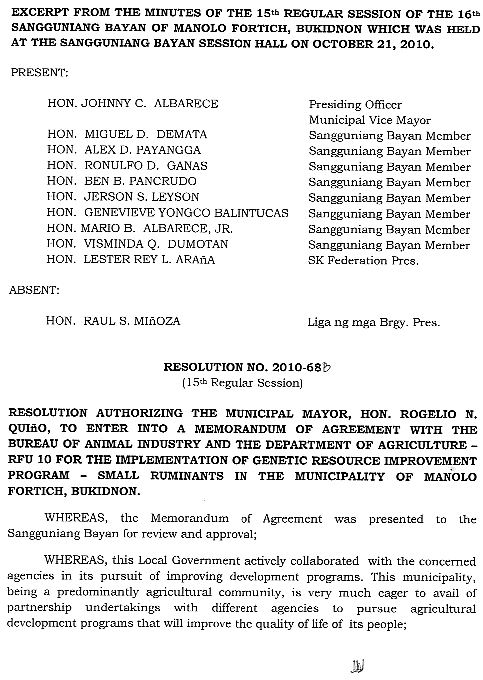 EXCERPT FROM THE MINUTES OF THE 15th REGULAR SESSION OF THE 16th
SANGGUNIANG BAYAN OF MANOLO FORTICH, BUKIDNON WHICH WAS HELD
AT THE SANGGUNIANG BAYAN SESSION HALL ON OCTOBER 21, 2010.
PRESENT:
HON. JOHNNY C. ALBARECE Presiding Officer
Municipal Vice Mayor
HON. MIGUEL D. DEMATA Sangguniang Bayan Member
HON. ALEX D. PAYANGGA Sangguniang Bayan Member
HON. RONULFO D. GANAS Sangguniang Bayan Member
HON. BEN B. PANCRUDO Sangguniang Bayan Member
HON. JERSON S. LEYSON Sangguniang Bayan Member
HON. GENEVIEVE YONGCO BALINTUCAS Sangguniang Bayan Member
HON. MARIO B. ALBARECE, JR. Sangguniang Bayan Member
HON. VISMINDA Q. DUMOTAN Sangguniang Bayan Member
HON. LESTER REY L. ARAñA SK Federation Pres.
ABSENT:
HON. RAUL S. MIñOZA Liga ng mga Brgy. Pres.
RESOLUTION NO. 2010-68b
(15th Regular Session)
RESOLUTION AUTHORIZING THE MUNICIPAL MAYOR, HON. ROGELIO N.
QUIñO, TO ENTER INTO A MEMORANDUM OF AGREEMENT WITH THE
BUREAU OF ANIMAL INDUSTRY AND THE DEPARTMENT OF AGRICULTURE –
RFU 10 FOR THE IMPLEMENTATION OF GENETIC RESOURCE IMPROVEMENT
PROGRAM – SMALL RUMINANTS IN THE MUNICIPALITY OF MANOLO
FORTICH, BUKIDNON.
WHEREAS, the Memorandum of Agreement was presented to the
Sangguniang Bayan for review and approval;
WHEREAS, this Local Government actively collaborated with the concerned
agencies in its pursuit of improving development programs. This municipality,
being a predominantly agricultural community, is very much eager to avail of
partnership undertakings with different agencies to pursue agricultural
development programs that will improve the quality of life of its people;